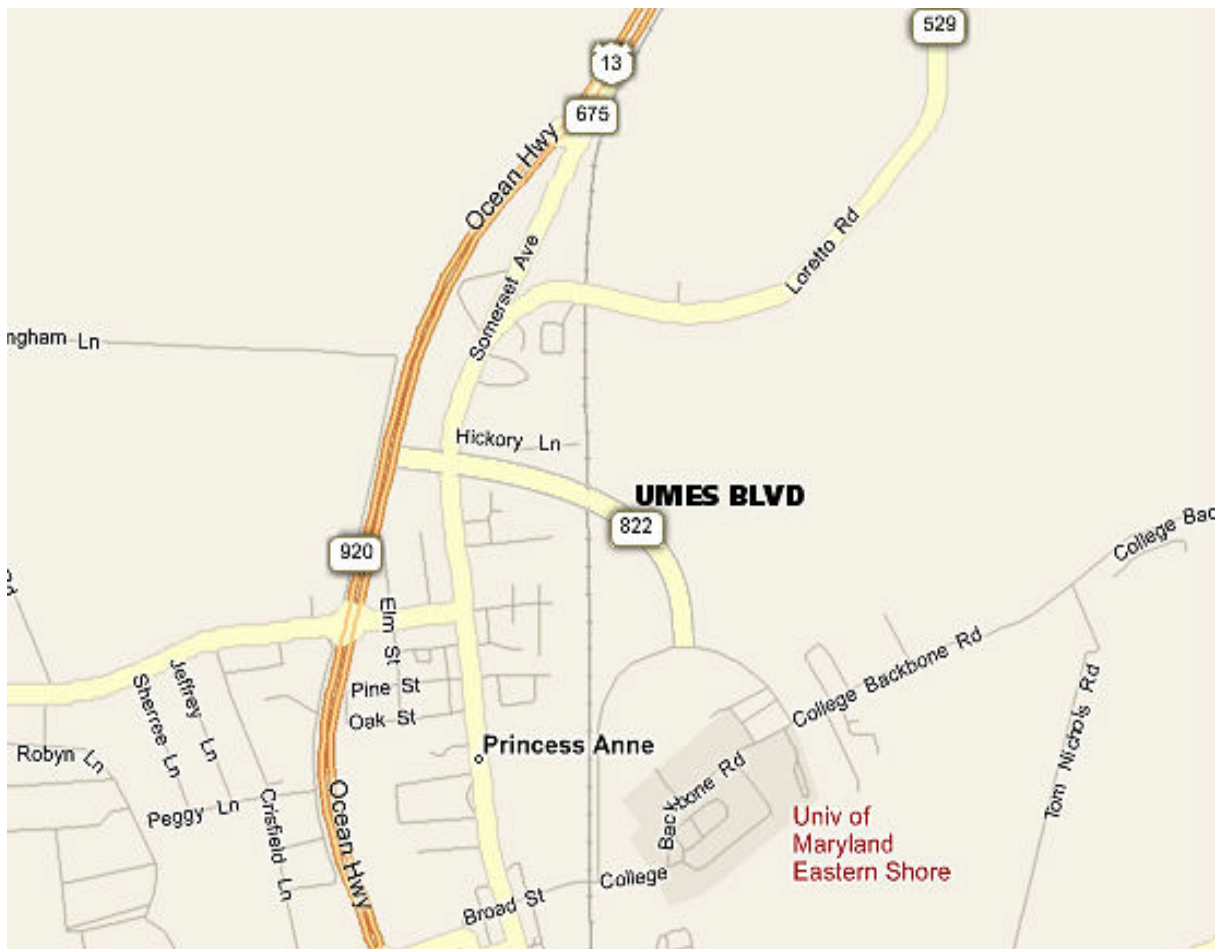 529
13
675
Ocean Hwy
Somerset Ave
Loretto Rd
ngham Ln
Hickory Ln
UMES BLVD
822
College Bac
920
Elm St
College Backbone Rd
Jeffrey Ln
Sherree Ln
Pine St
Oak St
Princess Anne
Tom Nichols Rd
Robyn Ln
Peggy Ln
Crisfield Ln
Ocean Hwy
College Backbone Rd
Univ of
Maryland
Eastern Shore
Broad St